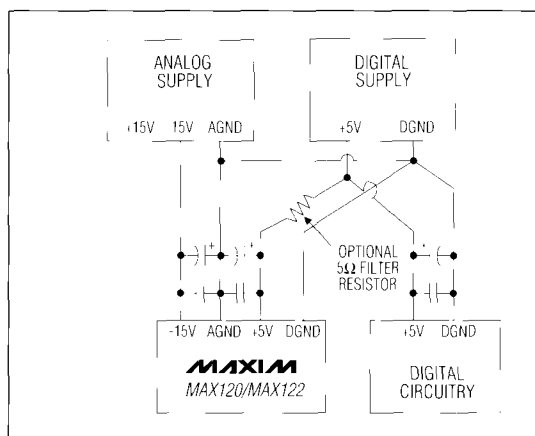 ANALOG
SUPPLY
+15V 15V AGND
DIGITAL
SUPPLY
+5V DGND
OPTIONAL
5Ω FILTER
RESISTOR
-15V AGND +5V DGND
MAXIM
MAX120/MAX122
+5V DGND
DIGITAL
CIRCUITRY